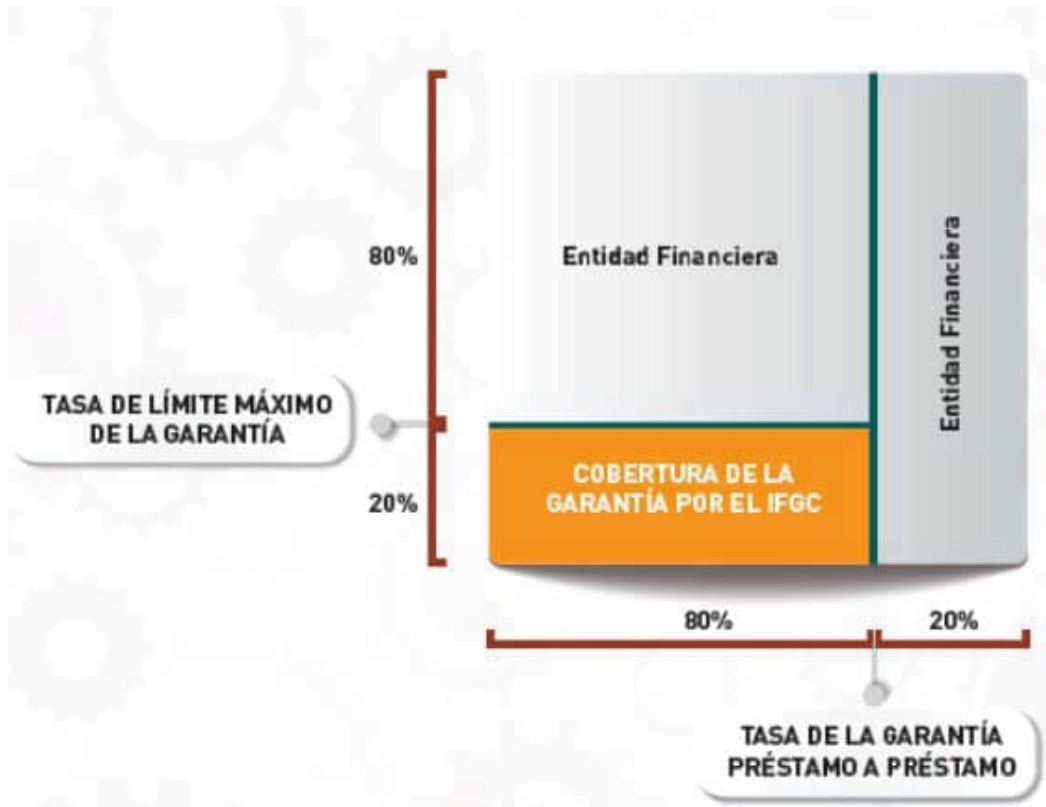 80%
Entidad Financiera
Entidad Financiera
TASA DE LÍMITE MÁXIMO
DE LA GARANTÍA
20%
COBERTURA DE LA
GARANTÍA POR EL IFGC
80%
20%
TASA DE LA GARANTÍA
PRÉSTAMO A PRÉSTAMO